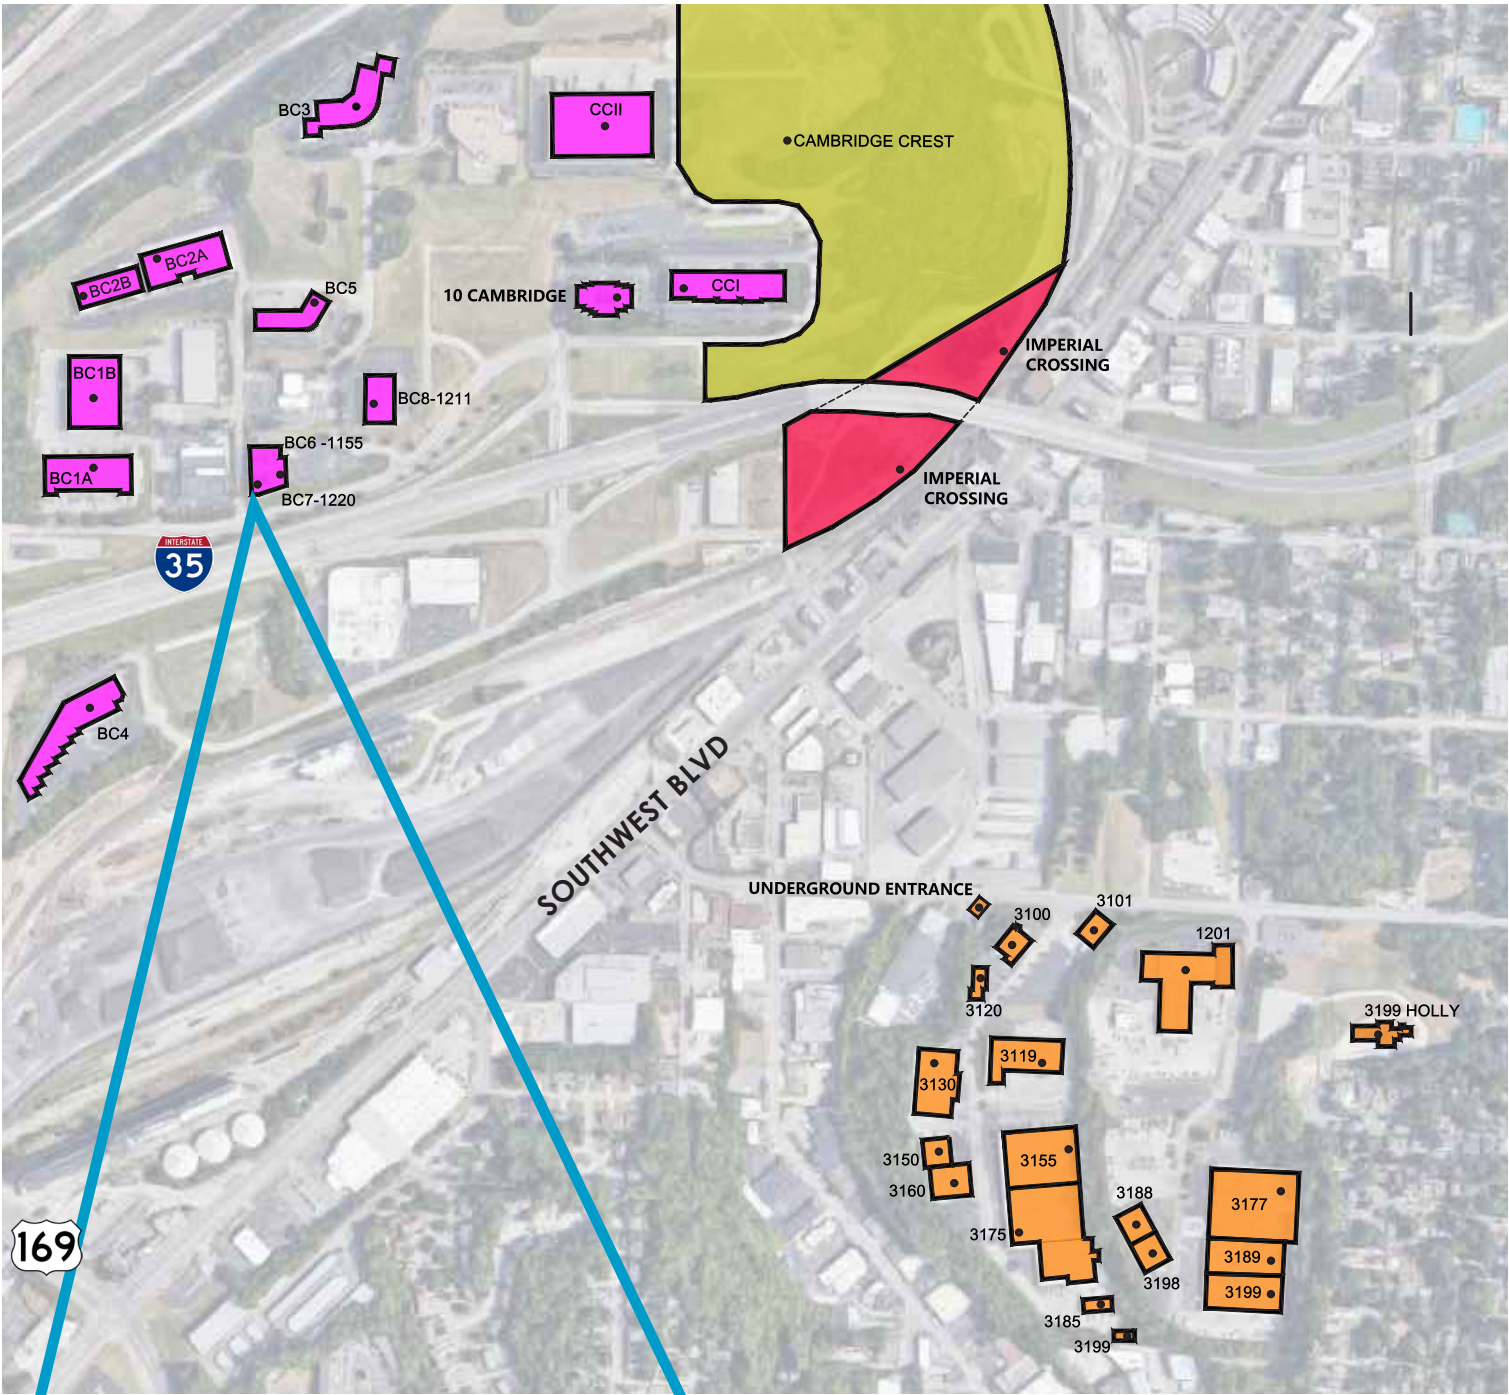 BC3
CCII
CAMBRIDGE CREST
BC2A
BC2B
BC5
10 CAMBRIDGE
CCI
IMPERIAL
CROSSING
BC1B
BC8-1211
BC6 -1155
BC1A
BC7-1220
IMPERIAL
CROSSING
INTERSTATE
35
BC4
SOUTHWEST BLVD
UNDERGROUND ENTRANCE
3100
3101
1201
3120
3199 HOLLY
3119
3130
3150
3155
3160
3188
3177
3175
169
3189
3198
3199
3185
3199